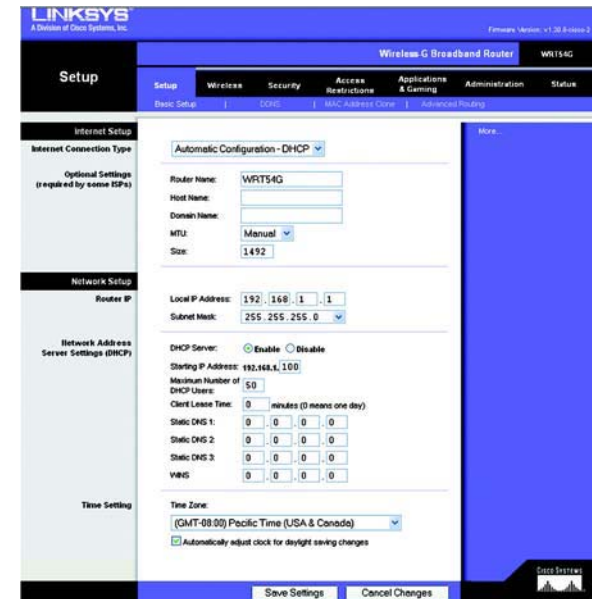 LINKSYS
A Division of Cisco Systems, Inc.
Firmware Version:
Wireless-G Broadband Router WRT54G
Setup
Setup Wireless Security Access Restrictions Applications & Gaming Administration Status
Basic Setup | DDNS | MAC Address Clone | Advanced Routing
Internet Setup
More...
Internet Connection Type
Automatic Configuration - DHCP
Optional Settings
(required by some ISPs)
Router Name: WRT54G
Host Name:
Domain Name:
MTU: Manual
Size: 1492
Network Setup
Router IP
Local IP Address: 192 . 168 . 1 . 1
Subnet Mask: 255.255.255.0
Network Address
Server Settings (DHCP)
DHCP Server: Enable Disable
Starting IP Address: 192.168.1. 100
Maximum Number of
DHCP Users: 50
Client Lease Time: 0 minutes (0 means one day)
Static DNS 1: 0 . 0 . 0 . 0
Static DNS 2: 0 . 0 . 0 . 0
Static DNS 3: 0 . 0 . 0 . 0
WINS 0 . 0 . 0 . 0
Time Setting
Time Zone:
(GMT-08:00) Pacific Time (USA & Canada)
Automatically adjust clock for daylight saving changes
CISCO SYSTEMS
Save Settings Cancel Changes